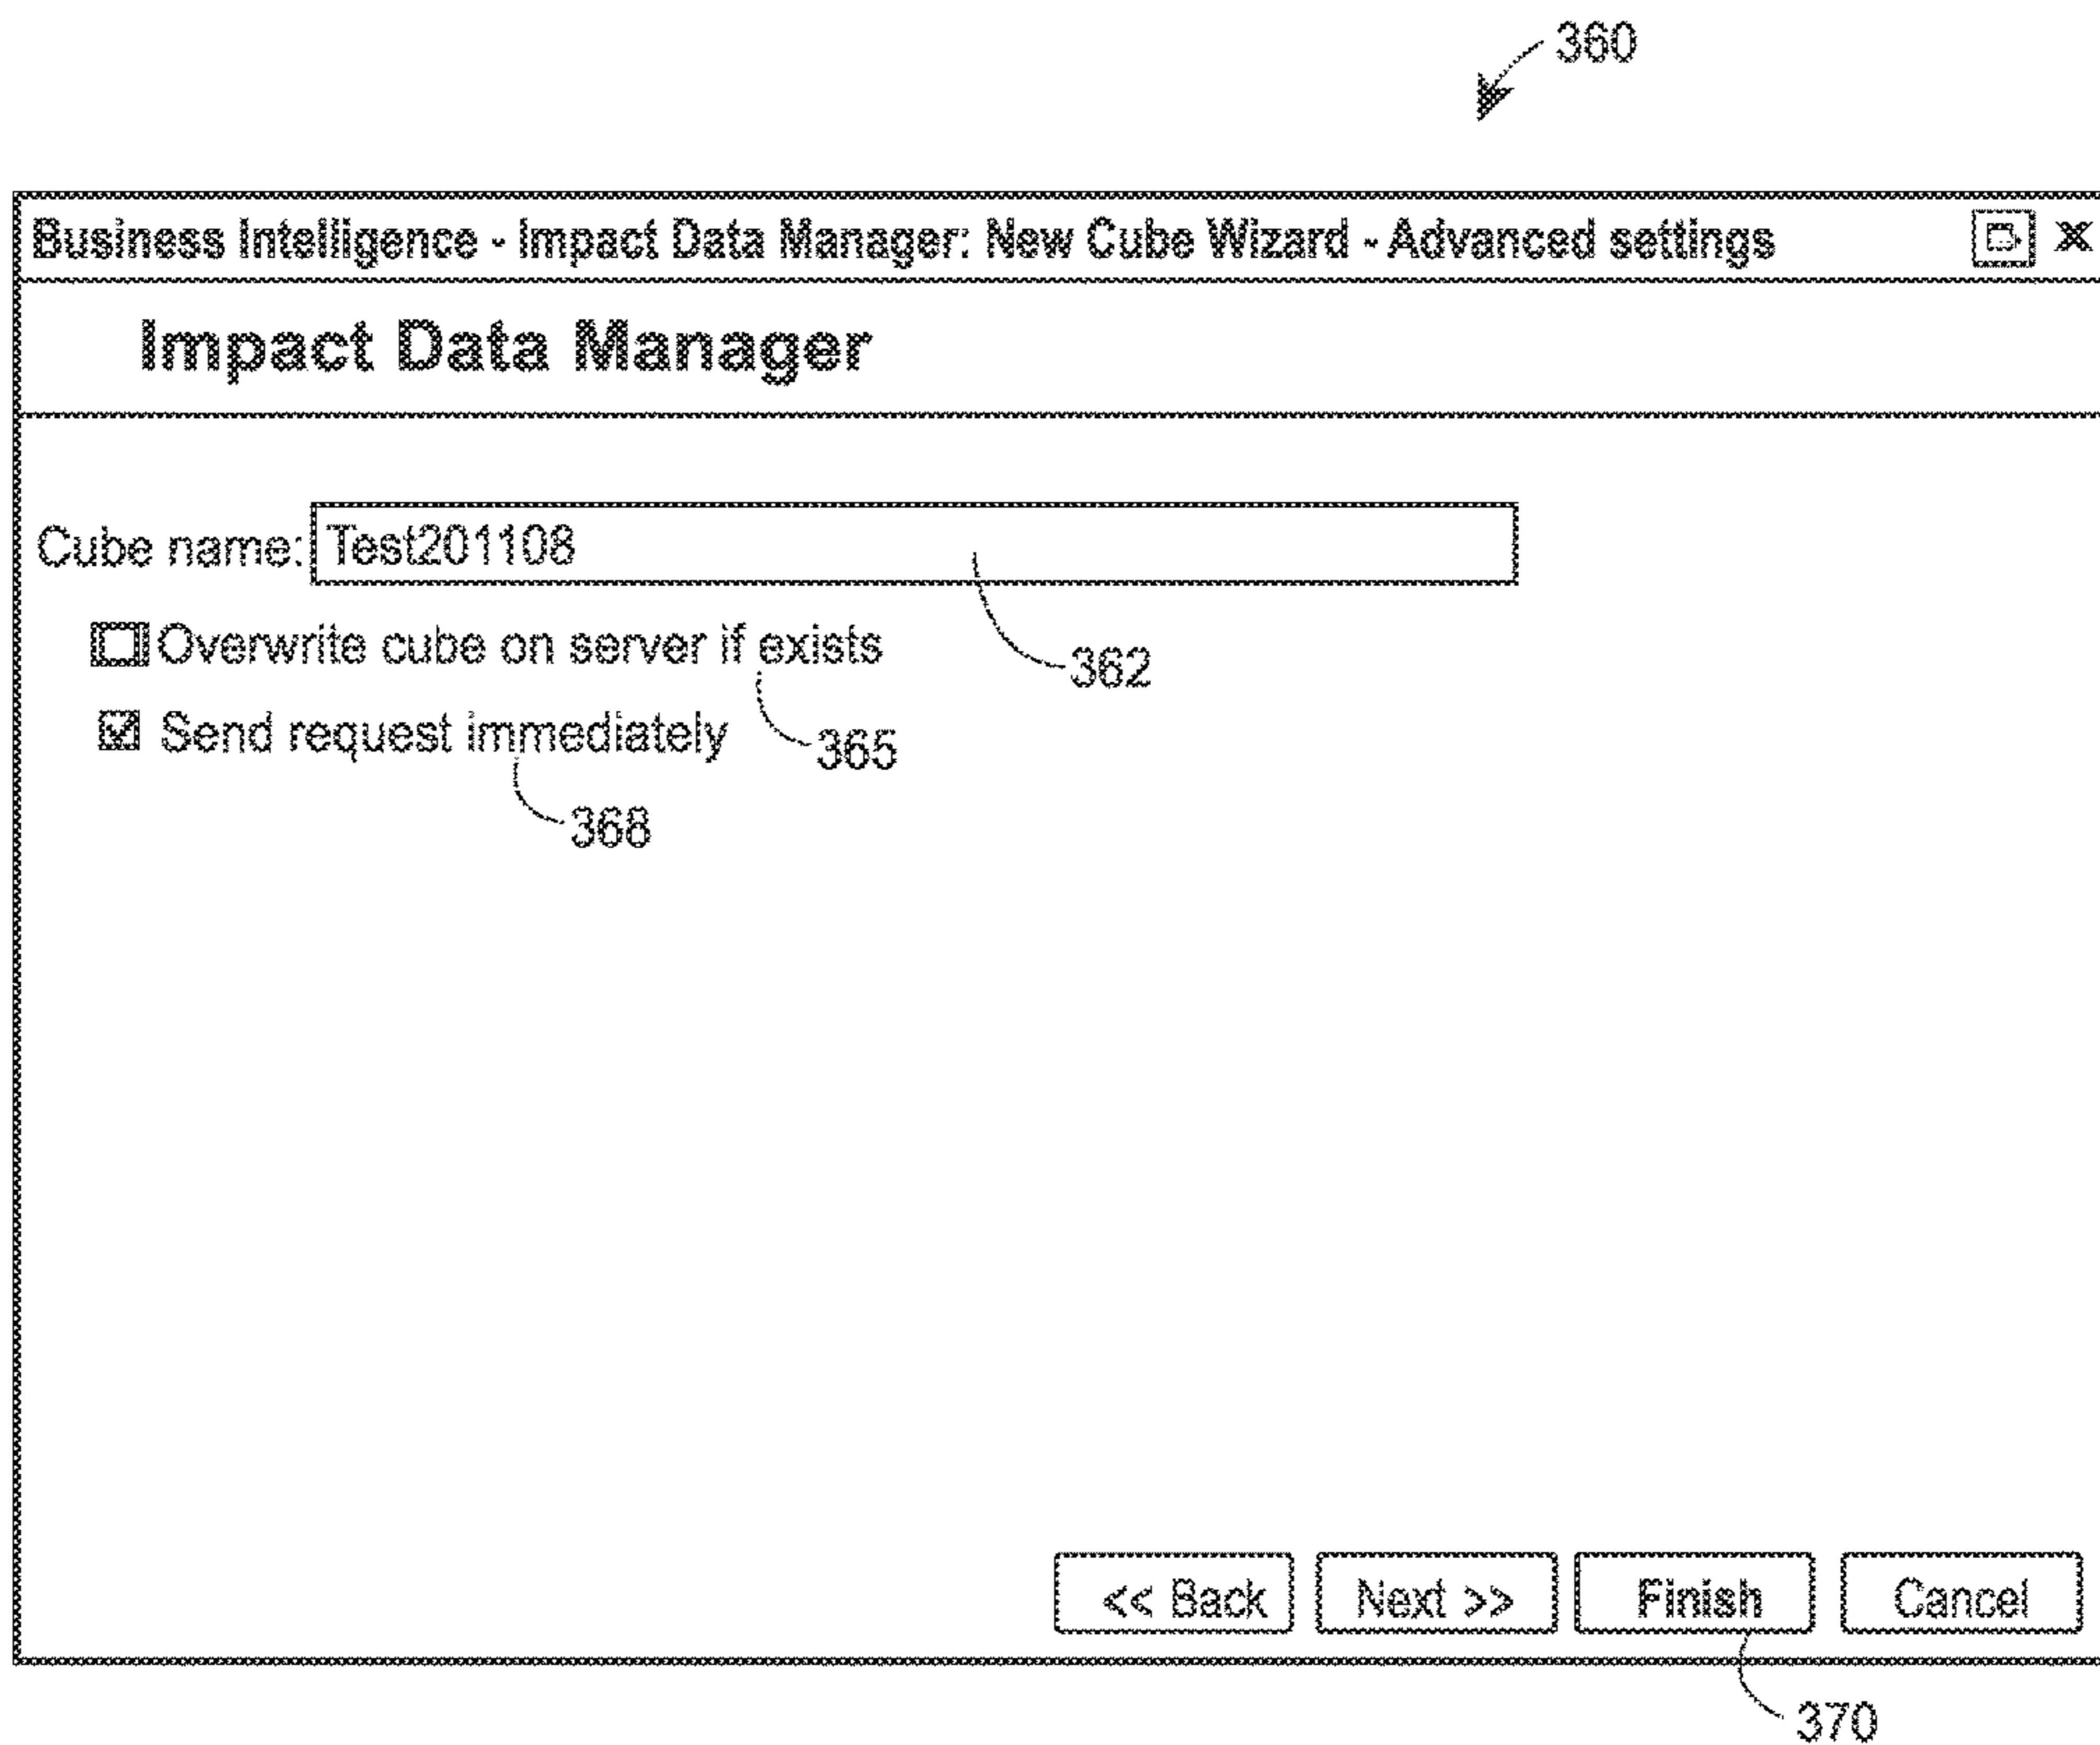 360
Business Intelligence - Impact Data Manager: New Cube Wizard - Advanced settings
Impact Data Manager
Cube name: Test201108
Overwrite cube on server if exists
362
Send request immediately
365
368
<< Back Next >> Finish Cancel
370